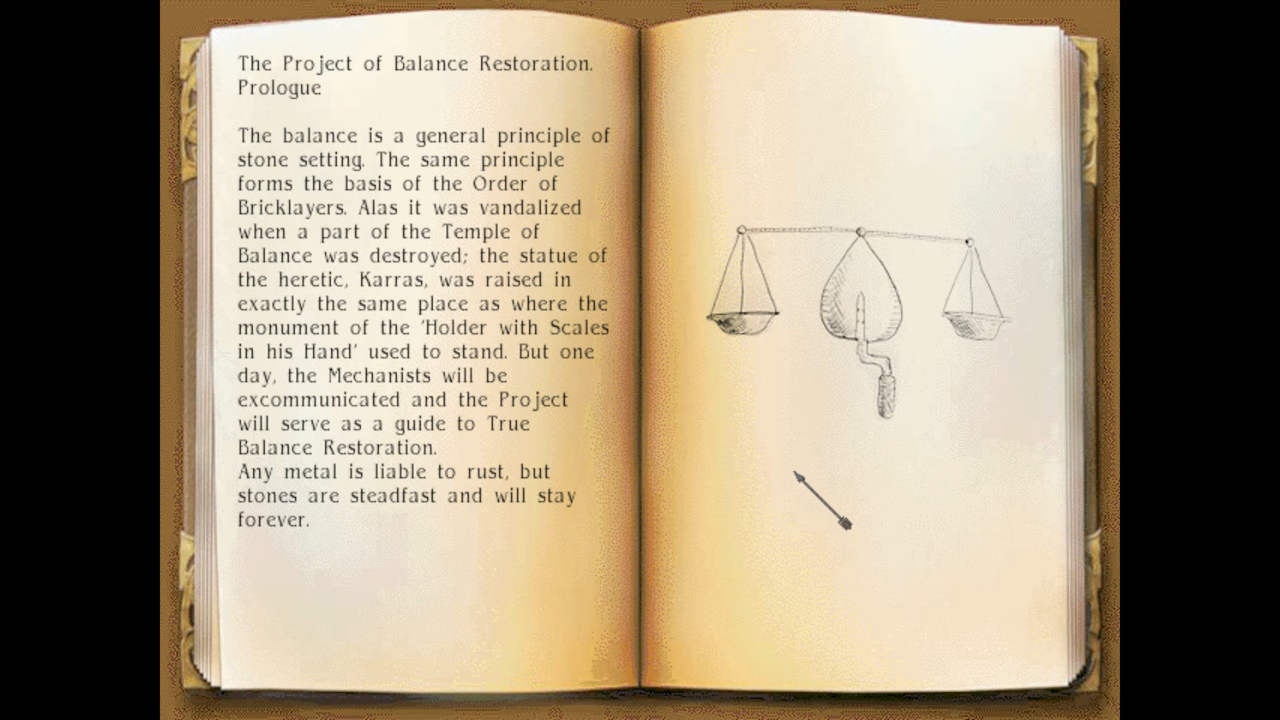 The Project of Balance Restoration.
Prologue
The balance is a general principle of
stone setting. The same principle
forms the basis of the Order of
Bricklayers. Alas it was vandalized
when a part of the Temple of
Balance was destroyed; the statue of
the heretic, Karras, was raised in
exactly the same place as where the
monument of the 'Holder with Scales
in his Hand' used to stand. But one
day, the Mechanists will be
excommunicated and the Project
will serve as a guide to True
Balance Restoration.
Any metal is liable to rust, but
stones are steadfast and will stay
forever.